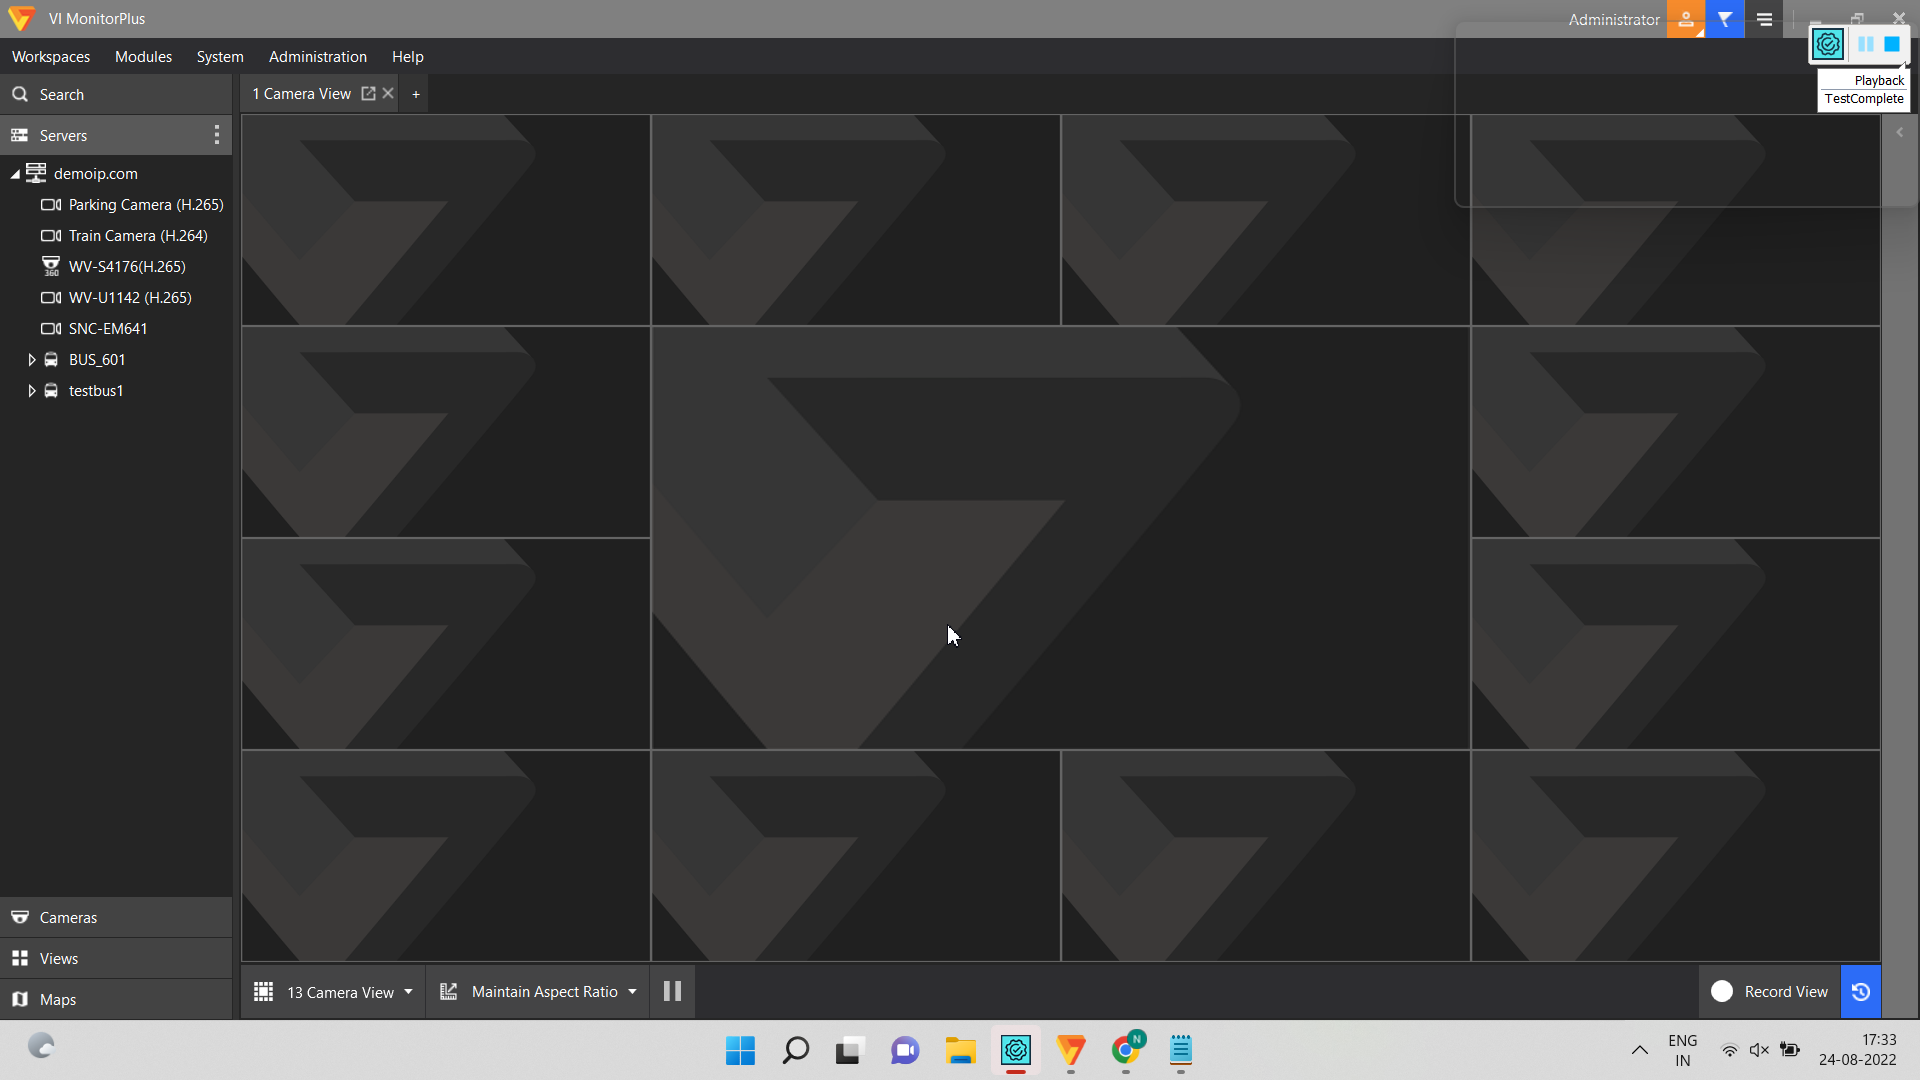 VI MonitorPlus
Administrator
Workspaces Modules System Administration Help
Playback
TestComplete
Search
1 Camera View +
Servers
demoip.com
Parking Camera (H.265)
Train Camera (H.264)
360 WV-S4176(H.265)
WV-U1142 (H.265)
SNC-EM641
BUS_601
testbus1
Cameras
Views
Maps
13 Camera View Maintain Aspect Ratio Record View
N
ENG
IN
17:33
24-08-2022